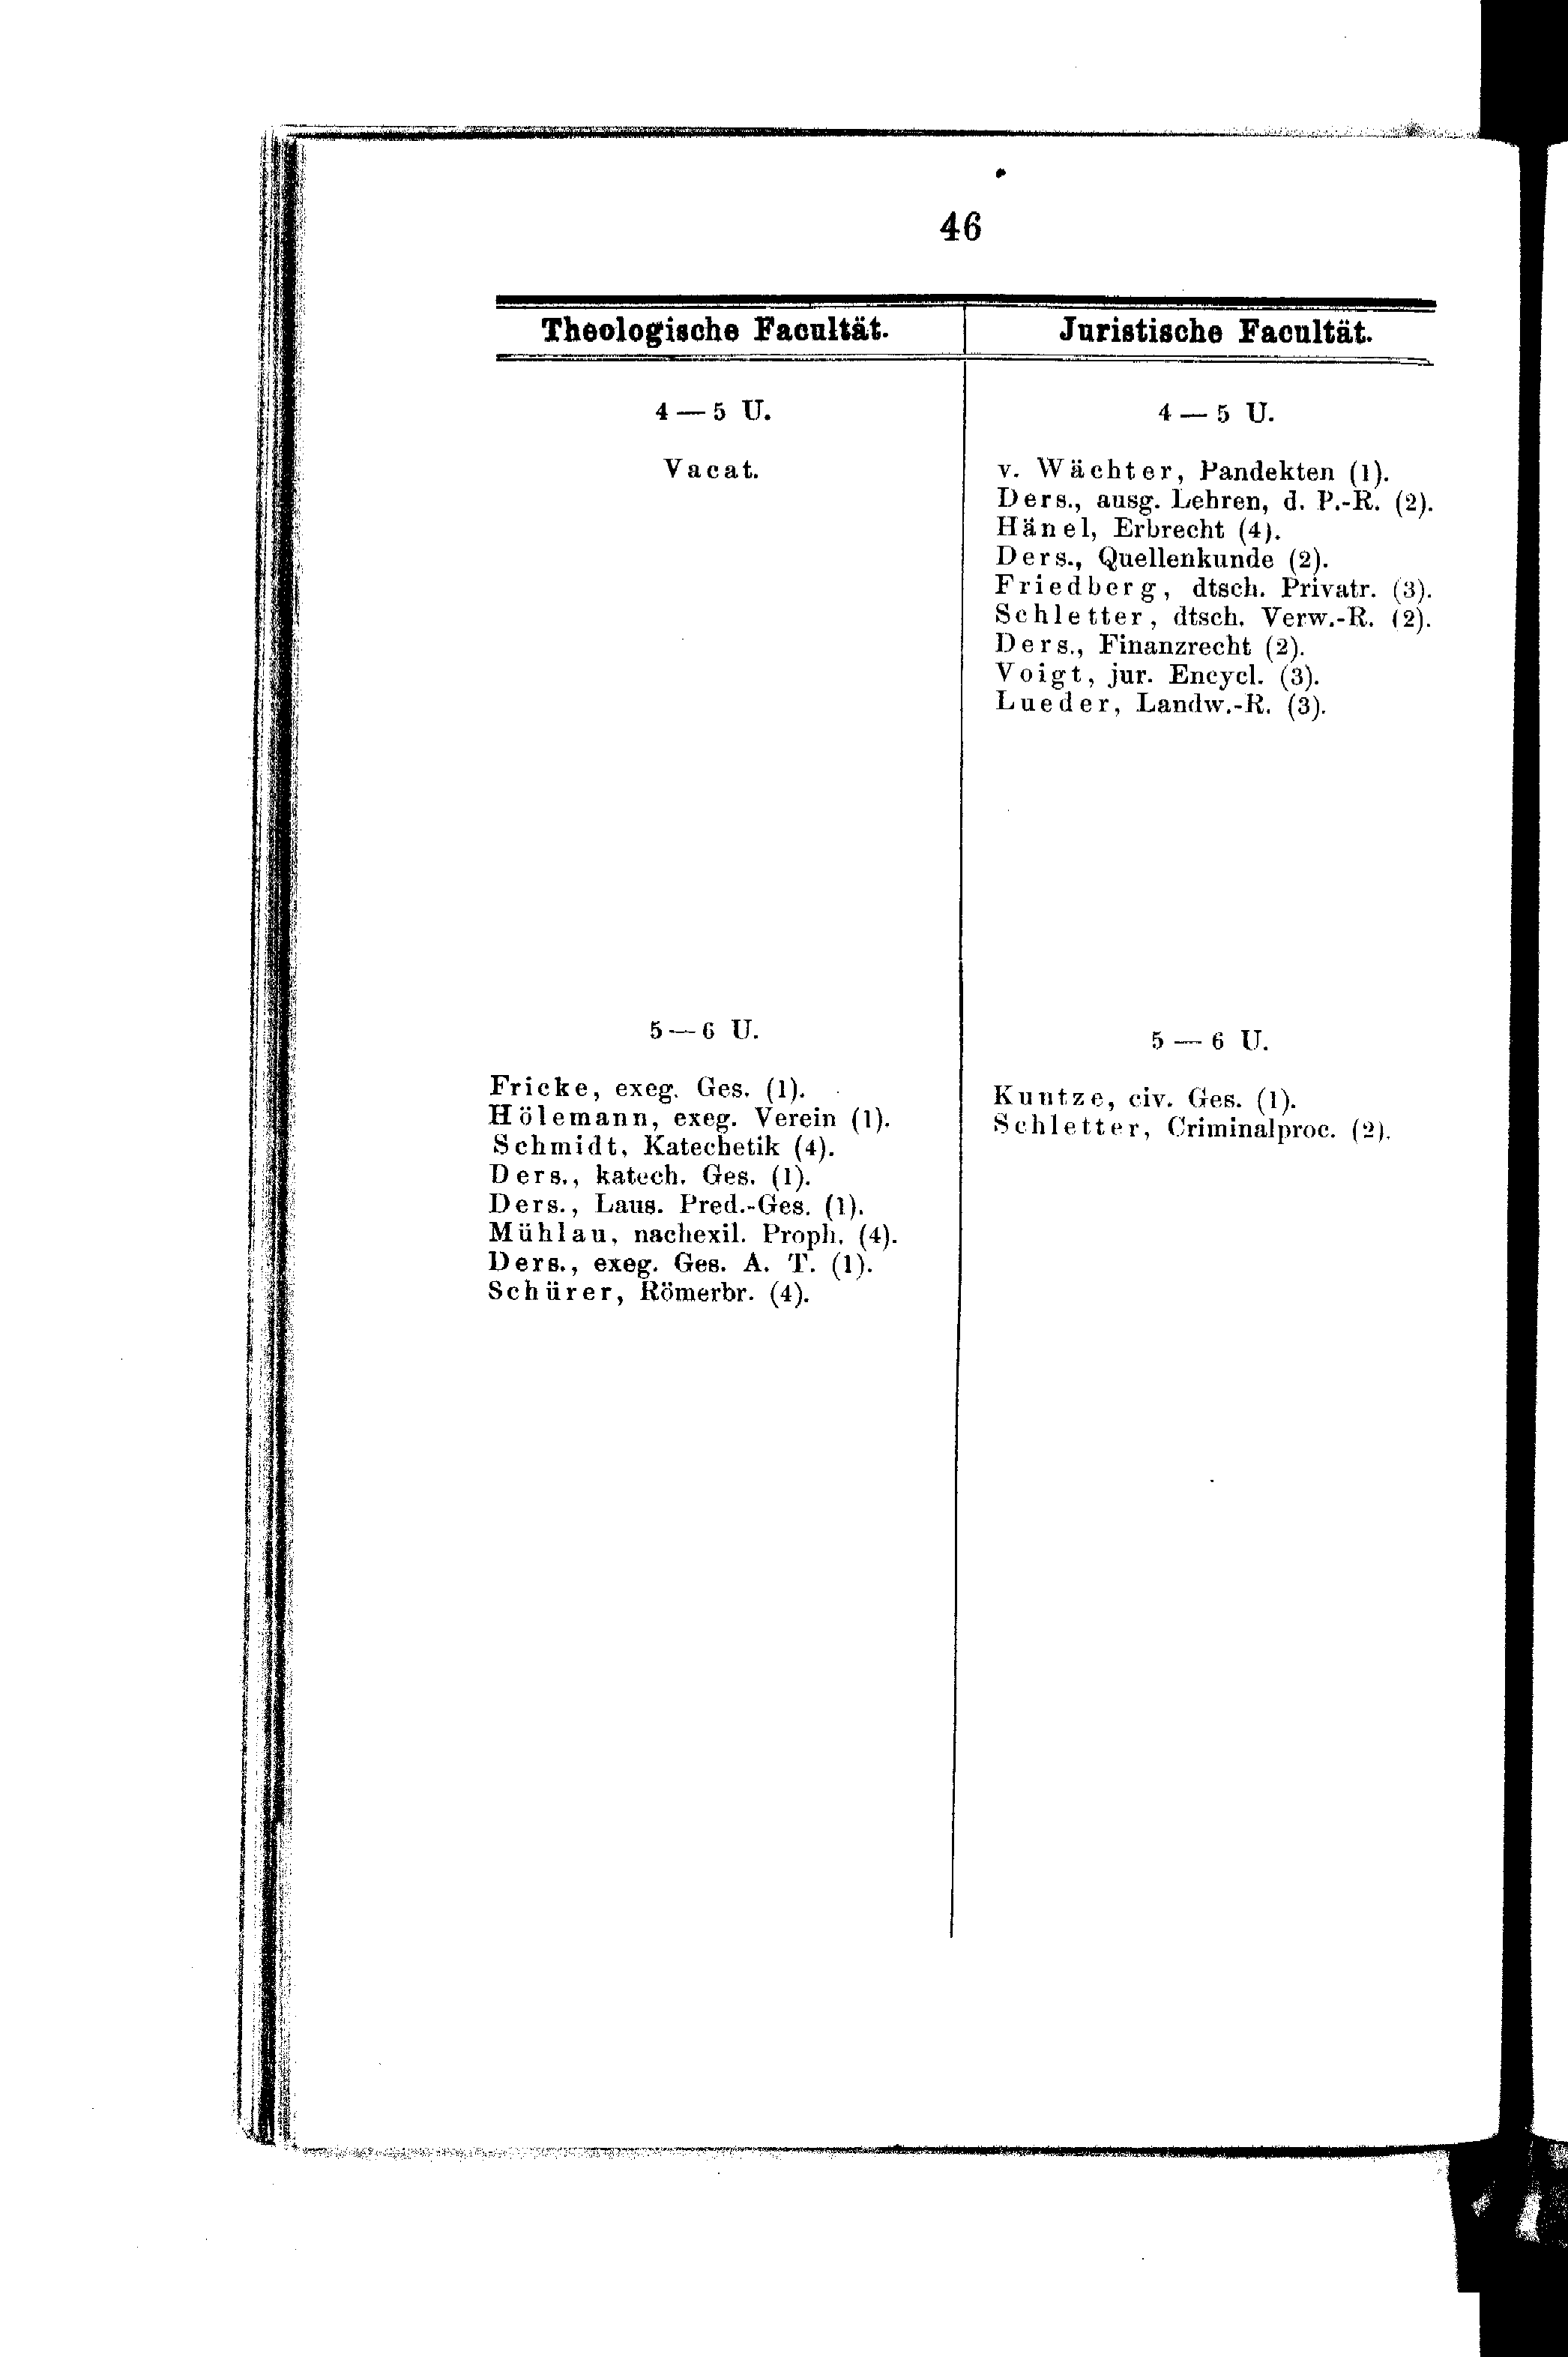 46
Theologische Facultät.
4 — 5 U.
Vacat.
5 — 6 U.
Fricke, exeg. Ges. (1).
Hölemann, exeg. Verein (1).
Schmidt, Katechetik (4).
Ders., katech. Ges. (1).
Ders., Laus. Pred.-Ges. (1).
Mühlau, nachexil. Proph. (4).
Ders., exeg. Ges. A. T. (1).
Schürer, Römerbr. (4).
Juristische Facultät.
4 — 5 U.
v. Wächter, Pandekten (1).
Ders., ausg. Lehren, d. P.-R. (2).
Hänel, Erbrecht (4).
Ders., Quellenkunde (2).
Friedberg, dtsch. Privatr. (3).
Schletter, dtsch. Verw.-R. (2).
Ders., Finanzrecht (2).
Voigt, jur. Encycl. (3).
Lueder, Landw.-R. (3).
5 — 6 U.
Kuntze, civ. Ges. (1).
Schletter, Criminalproc. (2).